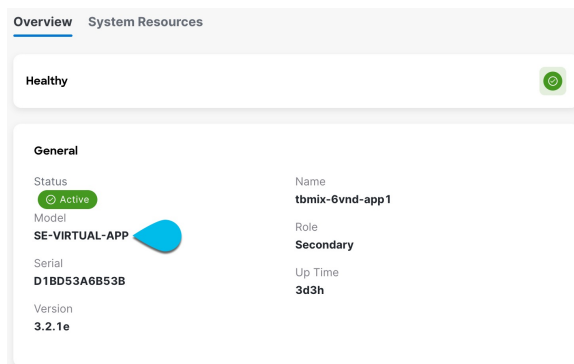 Overview System Resources
Healthy
General
Status
Active
Model
SE-VIRTUAL-APP
Serial
D1BD53A6B53B
Version
3.2.1e
Name
tbmix-6vnd-app1
Role
Secondary
Up Time
3d3h